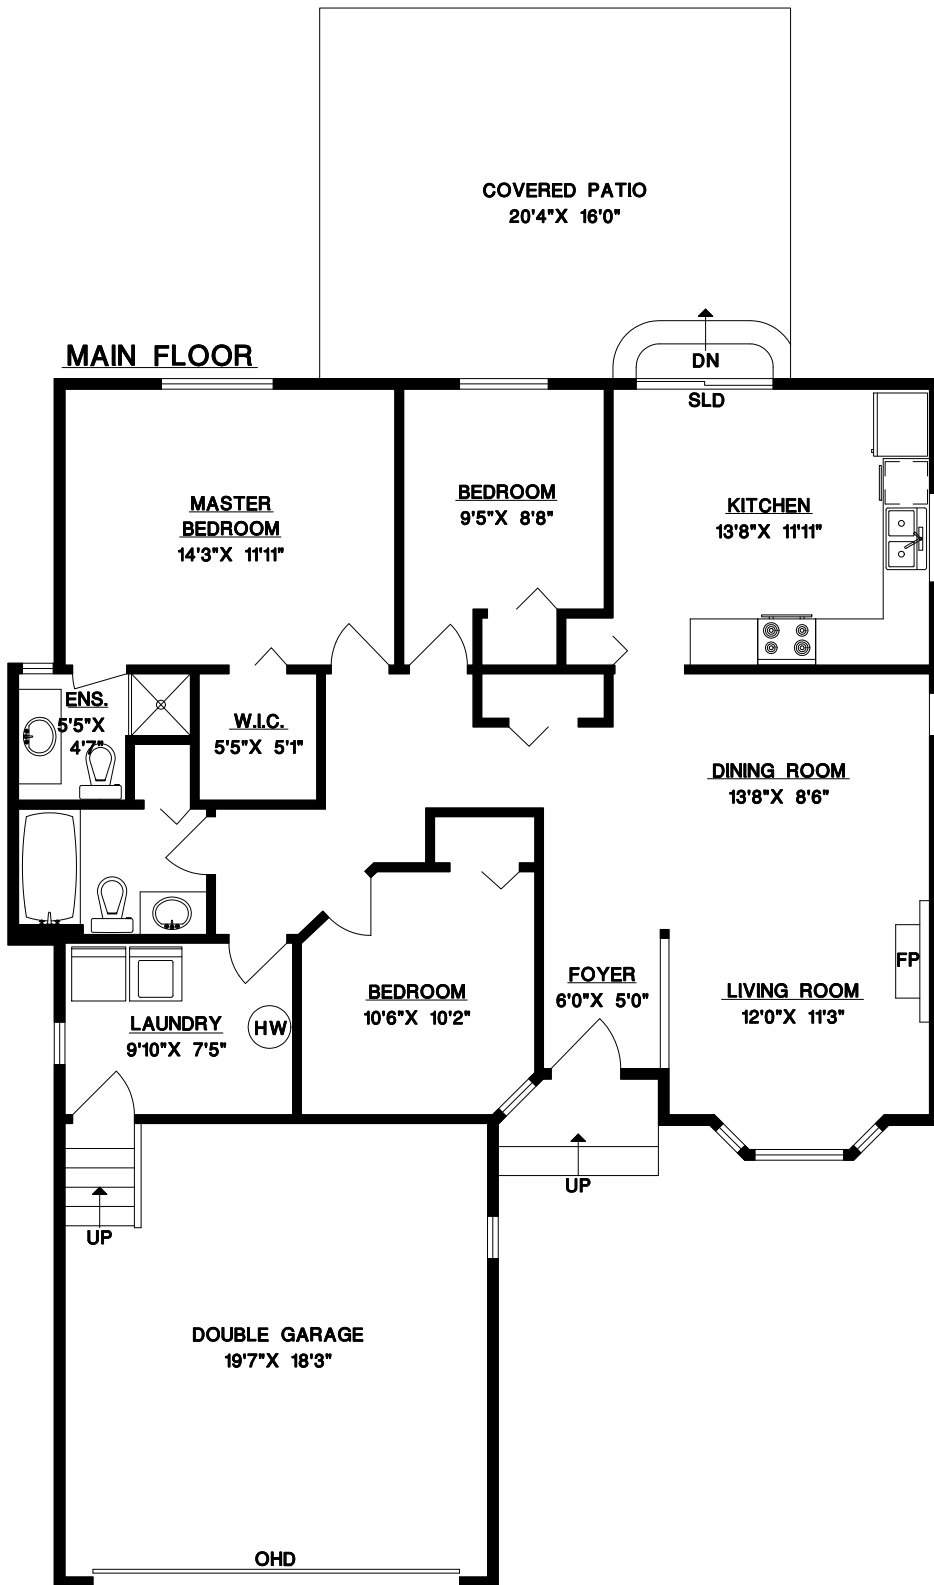 COVERED PATIO
20'4"X 16'0"
MAIN FLOOR
DN
SLD
MASTER
BEDROOM
14'3"X 11'11"
BEDROOM
9'5"X 8'8"
KITCHEN
13'8"X 11'11"
ENS.
5'5"X
4'7"
W.I.C.
5'5"X 5'1"
DINING ROOM
13'8"X 8'6"
FP
FOYER
6'0"X 5'0"
LIVING ROOM
12'0"X 11'3"
BEDROOM
10'6"X 10'2"
LAUNDRY
9'10"X 7'5"
HW
UP
UP
DOUBLE GARAGE
19'7"X 18'3"
OHD